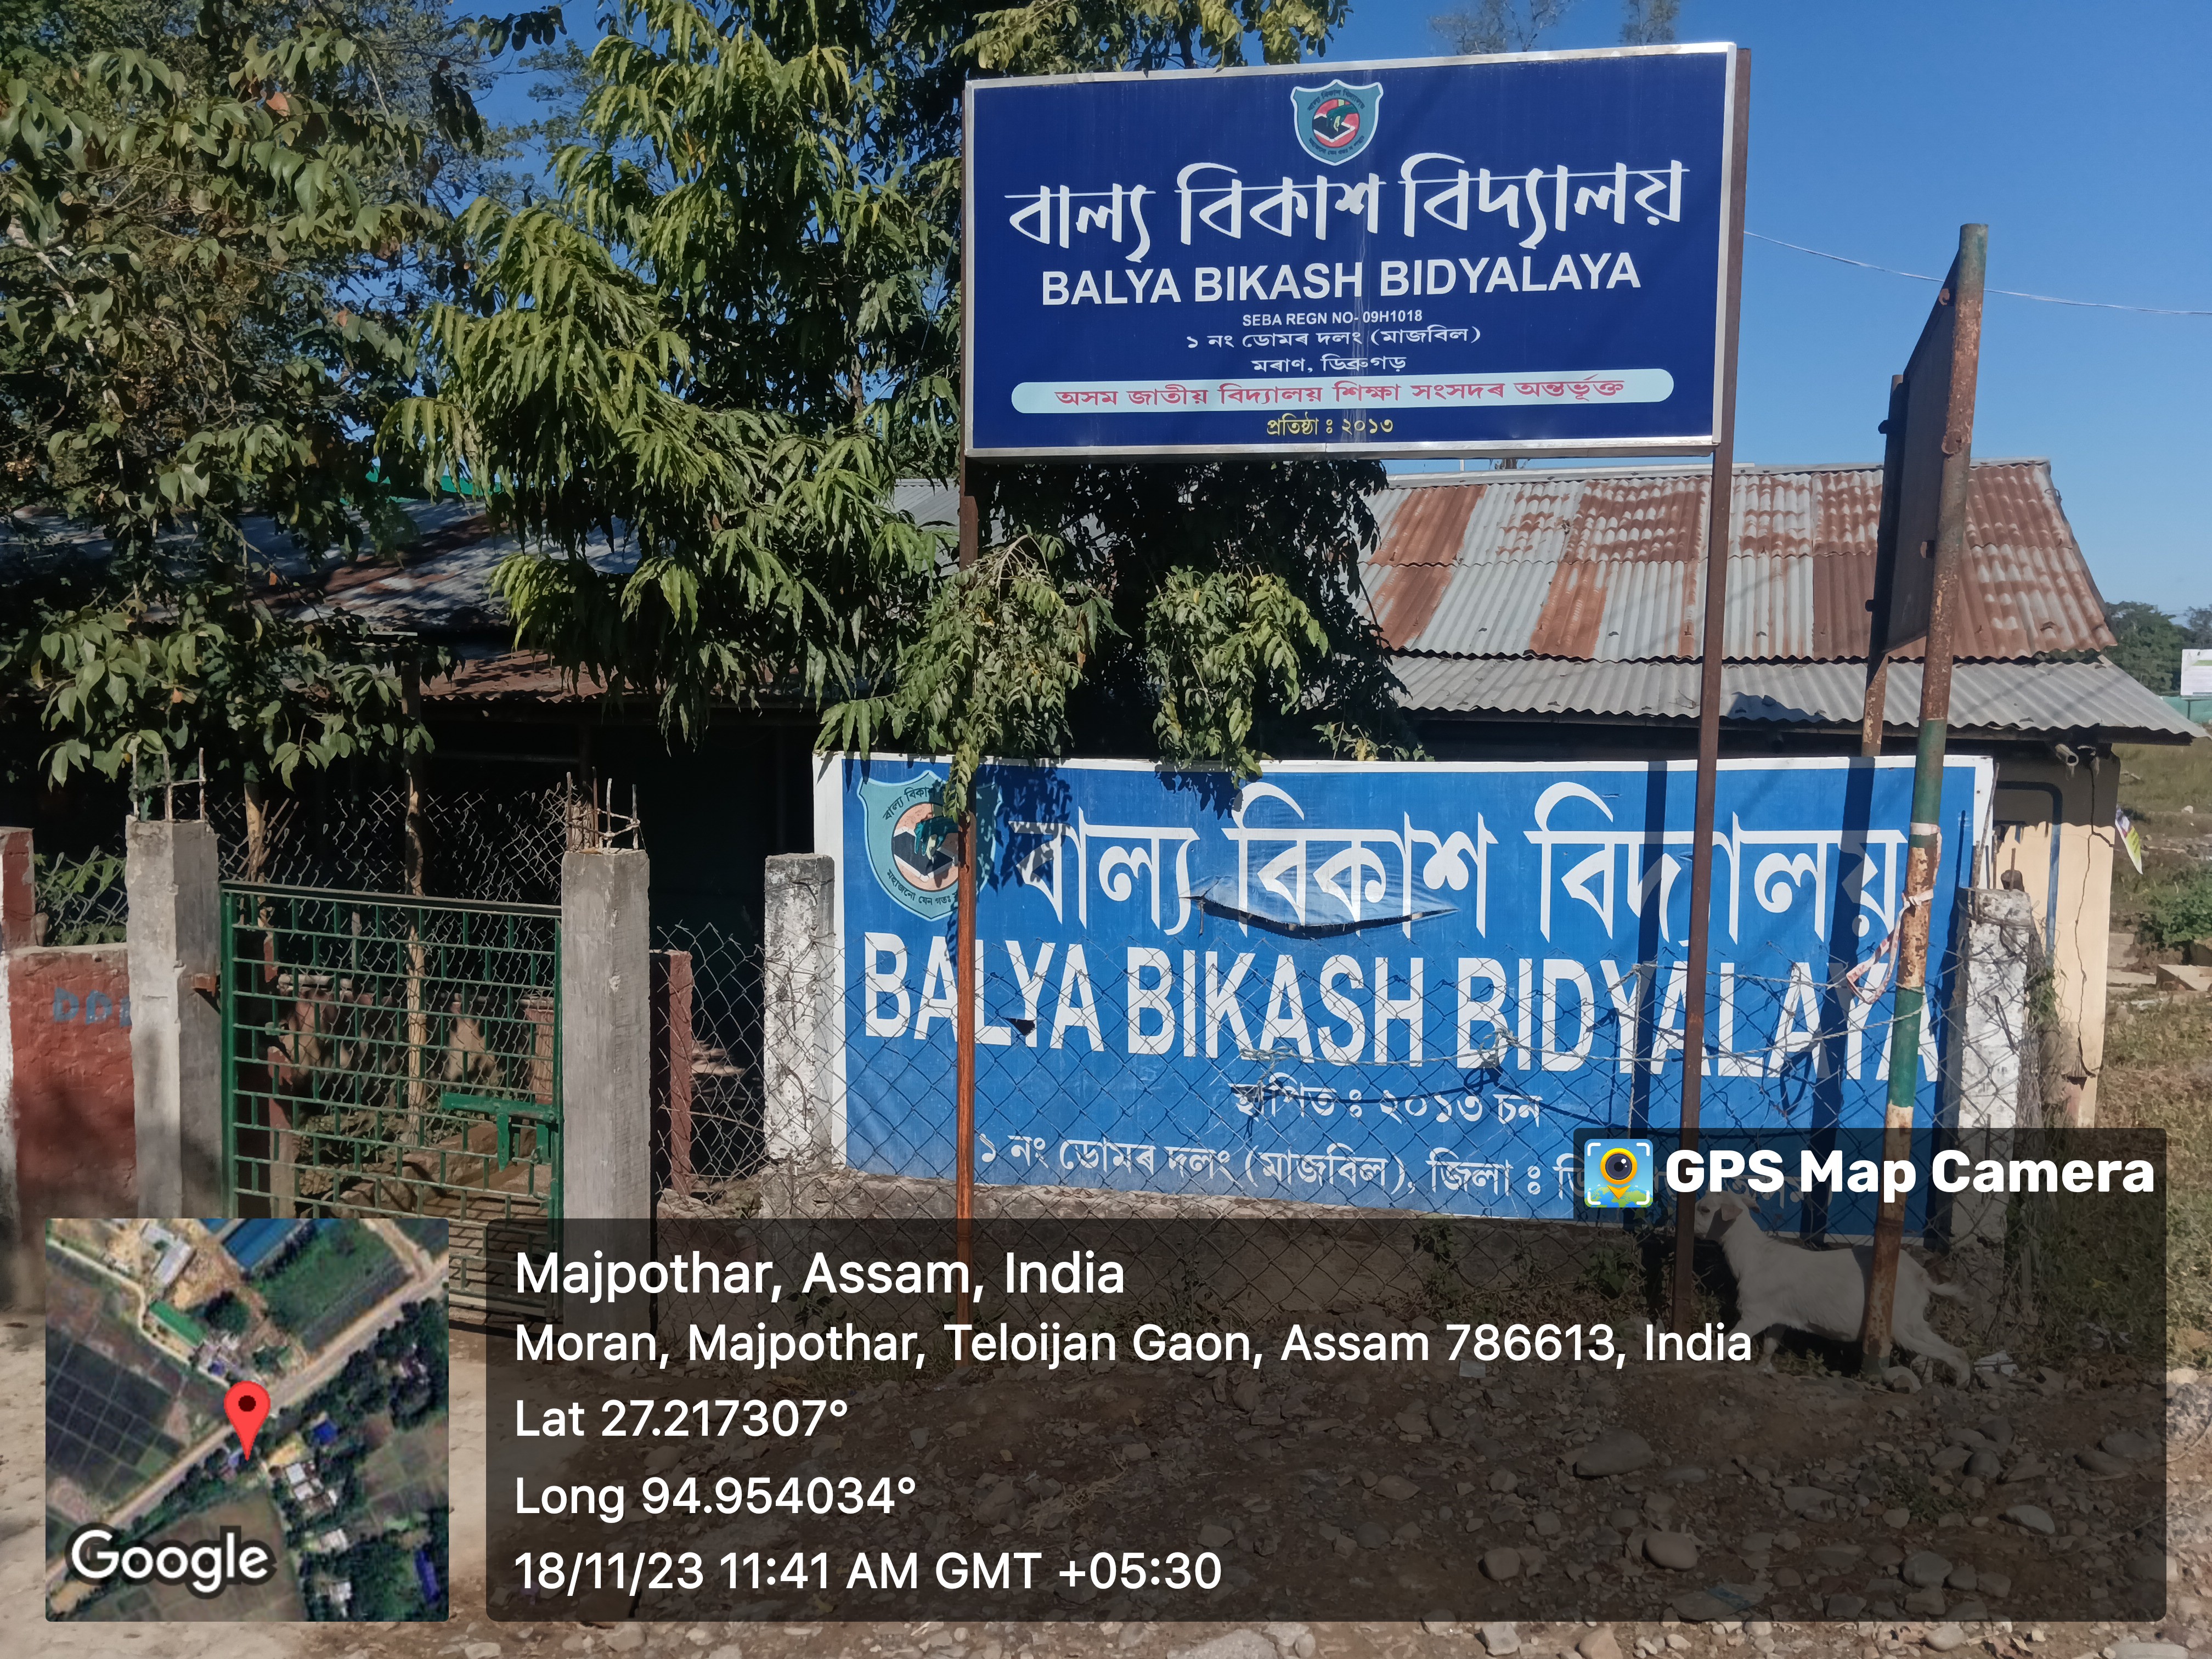 বাল্য বিকাশ বিদ্যালয়
BALYA BIKASH BIDYALAYA
SEBA REGN NO- 09H1018
১ নং ডোমৰ দলং (মাজবিল)
মৰাণ, ডিব্ৰুগড়
অসম জাতীয় বিদ্যালয় শিক্ষা সংসদৰ অন্তৰ্ভূক্ত
প্ৰতিষ্ঠা ঃ ২০১৩
বাল্য বিকাশ বিদ্যালয়
BALYA BIKASH BIDYALAYA
স্থাপিত ঃ ২০১৩ চন
১ নং ডোমৰ দলং (মাজবিল), জিলা ঃ
GPS Map Camera
Majpothar, Assam, India
Moran, Majpothar, Teloijan Gaon, Assam 786613, India
Lat 27.217307°
Long 94.954034°
18/11/23 11:41 AM GMT +05:30
Google